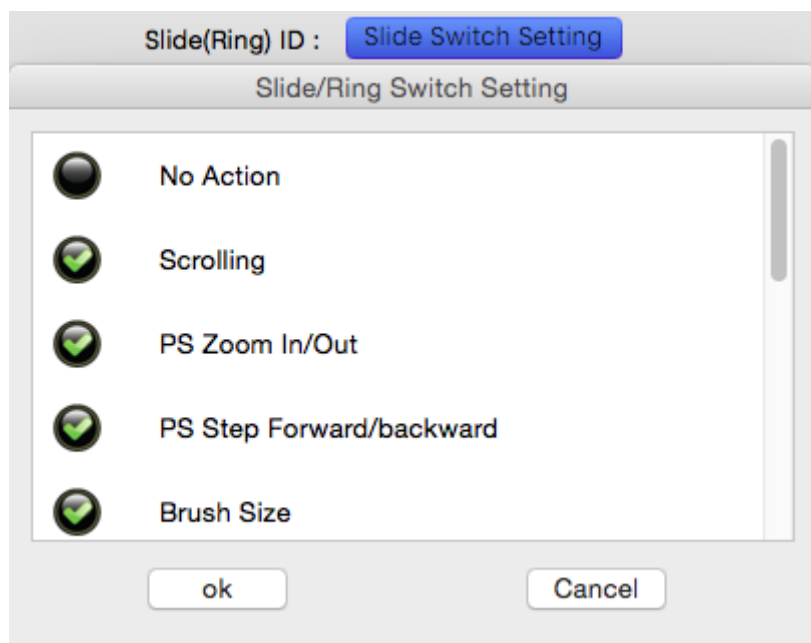 Slide(Ring) ID : Slide Switch Setting
Slide/Ring Switch Setting
No Action
Scrolling
PS Zoom In/Out
PS Step Forward/backward
Brush Size
ok Cancel